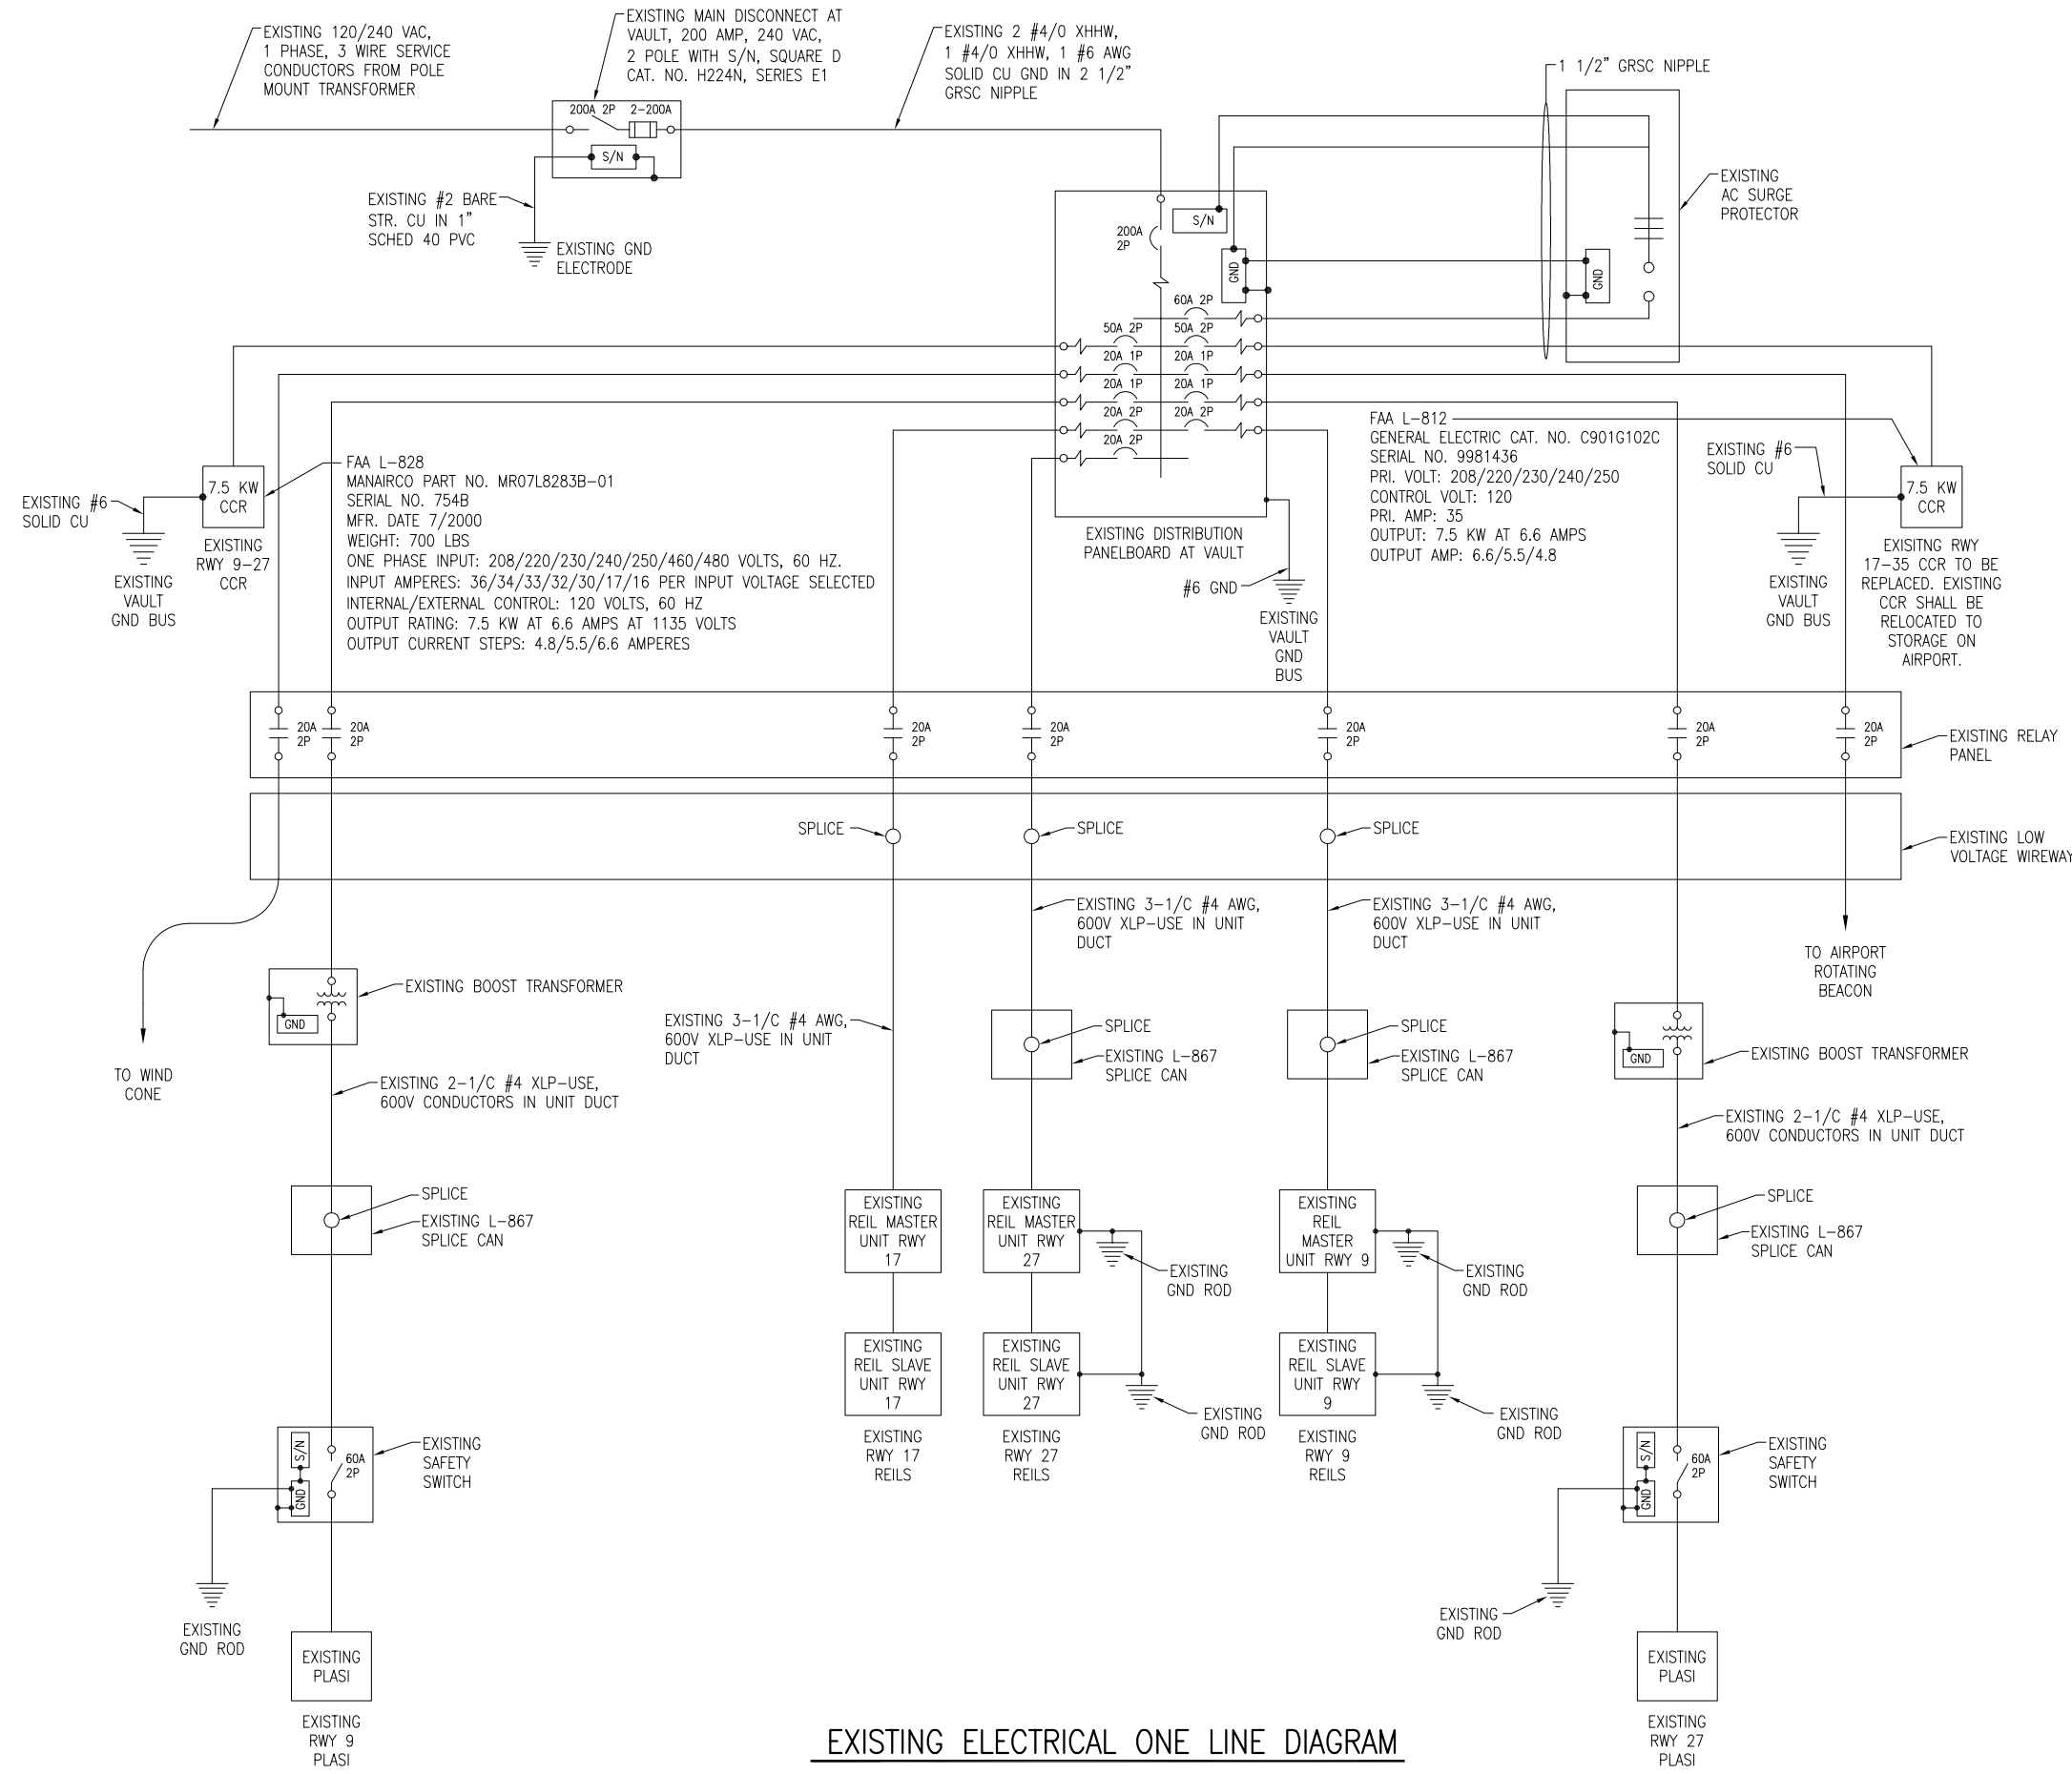 EXISTING 120/240 VAC,
1 PHASE, 3 WIRE SERVICE
CONDUCTORS FROM POLE
MOUNT TRANSFORMER
EXISTING MAIN DISCONNECT AT
VAULT, 200 AMP, 240 VAC,
2 POLE WITH S/N, SQUARE D
CAT. NO. H224N, SERIES E1
EXISTING 2 #4/0 XHHW,
1 #4/0 XHHW, 1 #6 AWG
SOLID CU GND IN 2 1/2"
GRSC NIPPLE
1 1/2" GRSC NIPPLE
200A 2P 2-200A
S/N
EXISTING #2 BARE
STR. CU IN 1"
SCHED 40 PVC
EXISTING GND
ELECTRODE
EXISTING
AC SURGE
PROTECTOR
S/N
200A
2P
GND
GND
60A 2P
50A 2P 50A 2P
20A 1P 20A 1P
20A 1P 20A 1P
20A 2P 20A 2P
20A 2P
EXISTING DISTRIBUTION
PANELBOARD AT VAULT
#6 GND
EXISTING
VAULT
GND
BUS
EXISTING #6
SOLID CU
EXISTING
VAULT
GND BUS
7.5 KW
CCR
EXISTING
RWY 9-27
CCR
FAA L-828
MANAIRCO PART NO. MR07L8283B-01
SERIAL NO. 754B
MFR. DATE 7/2000
WEIGHT: 700 LBS
ONE PHASE INPUT: 208/220/230/240/250/460/480 VOLTS, 60 HZ.
INPUT AMPERES: 36/34/33/32/30/17/16 PER INPUT VOLTAGE SELECTED
INTERNAL/EXTERNAL CONTROL: 120 VOLTS, 60 HZ
OUTPUT RATING: 7.5 KW AT 6.6 AMPS AT 1135 VOLTS
OUTPUT CURRENT STEPS: 4.8/5.5/6.6 AMPERES
FAA L-812
GENERAL ELECTRIC CAT. NO. C901G102C
SERIAL NO. 9981436
PRI. VOLT: 208/220/230/240/250
CONTROL VOLT: 120
PRI. AMP: 35
OUTPUT: 7.5 KW AT 6.6 AMPS
OUTPUT AMP: 6.6/5.5/4.8
EXISTING #6
SOLID CU
EXISTING
VAULT
GND BUS
7.5 KW
CCR
EXISITNG RWY
17-35 CCR TO BE
REPLACED. EXISTING
CCR SHALL BE
RELOCATED TO
STORAGE ON
AIRPORT.
20A
2P
20A
2P
20A
2P
20A
2P
20A
2P
20A
2P
20A
2P
EXISTING RELAY
PANEL
SPLICE
SPLICE
SPLICE
EXISTING LOW
VOLTAGE WIREWAY
EXISTING 3-1/C #4 AWG,
600V XLP-USE IN UNIT
DUCT
EXISTING 3-1/C #4 AWG,
600V XLP-USE IN UNIT
DUCT
TO AIRPORT
ROTATING
BEACON
TO WIND
CONE
GND
EXISTING BOOST TRANSFORMER
EXISTING 3-1/C #4 AWG,
600V XLP-USE IN UNIT
DUCT
SPLICE
EXISTING L-867
SPLICE CAN
SPLICE
EXISTING L-867
SPLICE CAN
GND
EXISTING BOOST TRANSFORMER
EXISTING 2-1/C #4 XLP-USE,
600V CONDUCTORS IN UNIT DUCT
EXISTING 2-1/C #4 XLP-USE,
600V CONDUCTORS IN UNIT DUCT
SPLICE
EXISTING L-867
SPLICE CAN
EXISTING
REIL MASTER
UNIT RWY
17
EXISTING
REIL MASTER
UNIT RWY
27
EXISTING
GND ROD
EXISTING
REIL
MASTER
UNIT RWY 9
EXISTING
GND ROD
SPLICE
EXISTING L-867
SPLICE CAN
EXISTING
REIL SLAVE
UNIT RWY
17
EXISTING
REIL SLAVE
UNIT RWY
27
EXISTING
GND ROD
EXISTING
REIL SLAVE
UNIT RWY
9
EXISTING
GND ROD
EXISTING
RWY 17
REILS
EXISTING
RWY 27
REILS
EXISTING
RWY 9
REILS
S/N
GND
60A
2P
EXISTING
SAFETY
SWITCH
S/N
GND
60A
2P
EXISTING
SAFETY
SWITCH
EXISTING
GND ROD
EXISTING
PLASI
EXISTING
RWY 9
PLASI
EXISTING
GND ROD
EXISTING
PLASI
EXISTING
RWY 27
PLASI
EXISTING ELECTRICAL ONE LINE DIAGRAM